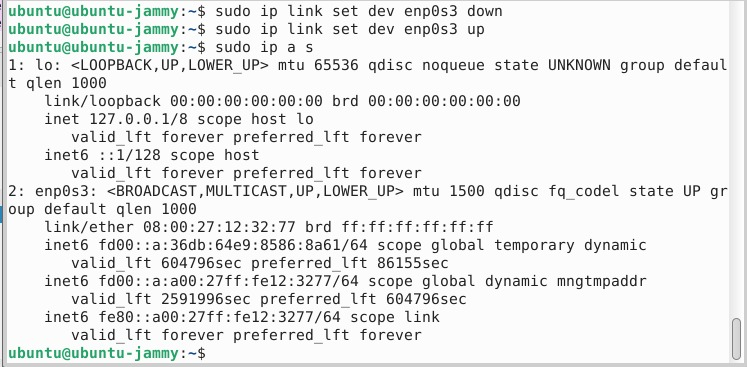 ubuntu@ubuntu-jammy:~$ sudo ip link set dev enp0s3 down
ubuntu@ubuntu-jammy:~$ sudo ip link set dev enp0s3 up
ubuntu@ubuntu-jammy:~$ sudo ip a s
1: lo: <LOOPBACK,UP,LOWER_UP> mtu 65536 qdisc noqueue state UNKNOWN group defaul
t qlen 1000
    link/loopback 00:00:00:00:00:00 brd 00:00:00:00:00:00
    inet 127.0.0.1/8 scope host lo
       valid_lft forever preferred_lft forever
    inet6 ::1/128 scope host
       valid_lft forever preferred_lft forever
2: enp0s3: <BROADCAST,MULTICAST,UP,LOWER_UP> mtu 1500 qdisc fq_codel state UP gr
oup default qlen 1000
    link/ether 08:00:27:12:32:77 brd ff:ff:ff:ff:ff:ff
    inet6 fd00::a:36db:64e9:8586:8a61/64 scope global temporary dynamic
       valid_lft 604796sec preferred_lft 86155sec
    inet6 fd00::a:a00:27ff:fe12:3277/64 scope global dynamic mngtmpaddr
       valid_lft 2591996sec preferred_lft 604796sec
    inet6 fe80::a00:27ff:fe12:3277/64 scope link
       valid_lft forever preferred_lft forever
ubuntu@ubuntu-jammy:~$